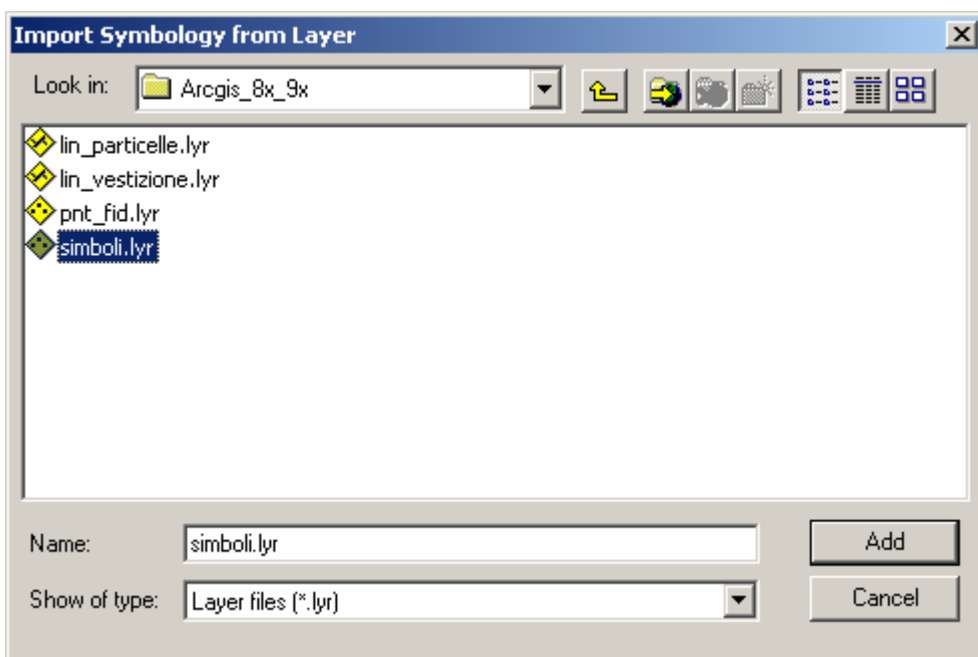 Import Symbology from Layer
Look in: Arcgis_8x_9x
lin_particelle.lyr
lin_vestizione.lyr
pnt_fid.lyr
simboli.lyr
Name: simboli.lyr Add
Show of type: Layer files (*.lyr) Cancel